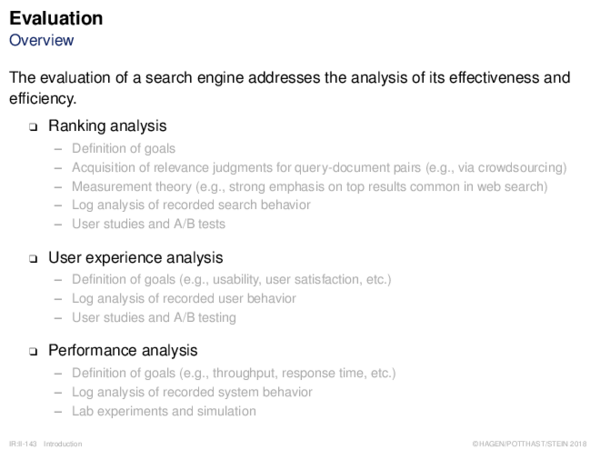 Evaluation
Overview
The evaluation of a search engine addresses the analysis of its effectiveness and
efficiency.
❑ Ranking analysis
– Definition of goals
– Acquisition of relevance judgments for query-document pairs (e.g., via crowdsourcing)
– Measurement theory (e.g., strong emphasis on top results common in web search)
– Log analysis of recorded search behavior
– User studies and A/B tests
❑ User experience analysis
– Definition of goals (e.g., usability, user satisfaction, etc.)
– Log analysis of recorded user behavior
– User studies and A/B testing
❑ Performance analysis
– Definition of goals (e.g., throughput, response time, etc.)
– Log analysis of recorded system behavior
– Lab experiments and simulation
IR:II-143 Introduction ©HAGEN/POTTHAST/STEIN 2018